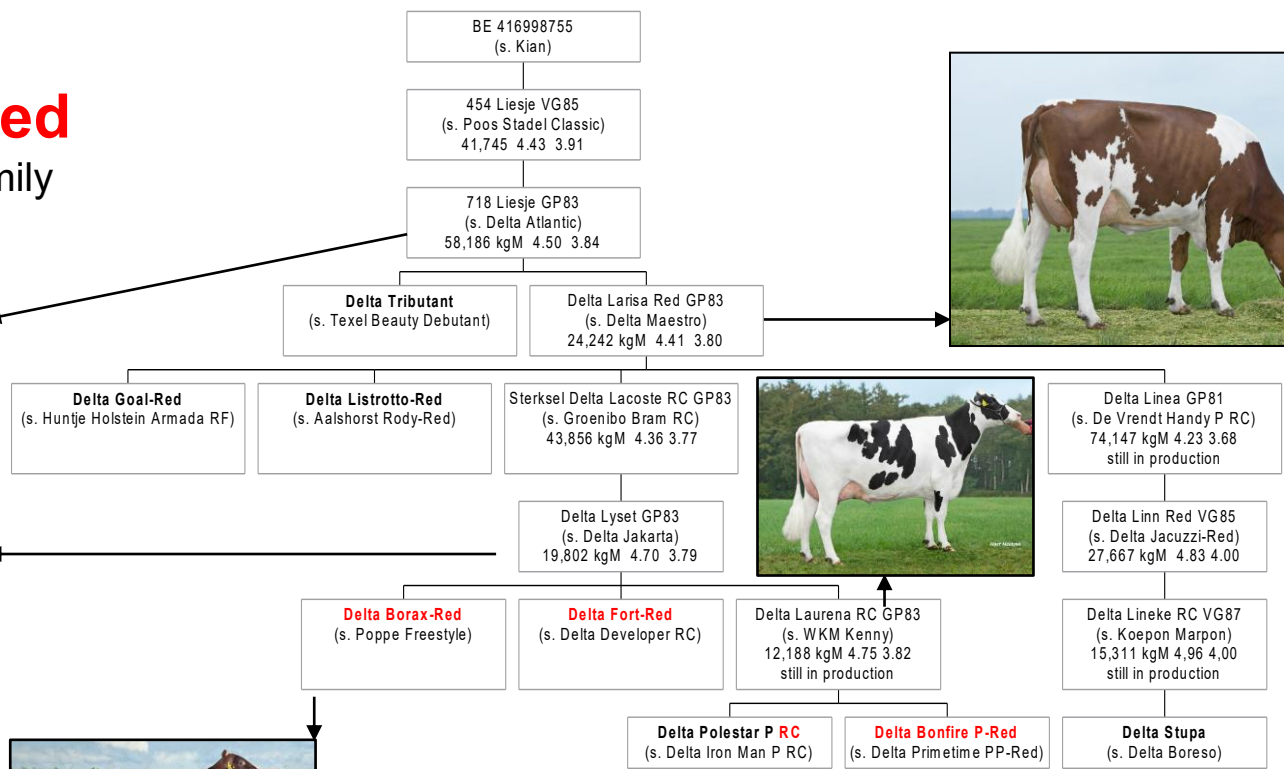 BE 416998755
(s. Kian)
ed
mily
454 Liesje VG85
(s. Poos Stadel Classic)
41,745 4.43 3.91
718 Liesje GP83
(s. Delta Atlantic)
58,186 kgM 4.50 3.84
Delta Tributant
(s. Texel Beauty Debutant)
Delta Larisa Red GP83
(s. Delta Maestro)
24,242 kgM 4.41 3.80
Delta Goal-Red
(s. Huntje Holstein Armada RF)
Delta Listrotto-Red
(s. Aalshorst Rody-Red)
Sterksel Delta Lacoste RC GP83
(s. Groenibo Bram RC)
43,856 kgM 4.36 3.77
Delta Linea GP81
(s. De Vrendt Handy P RC)
74,147 kgM 4.23 3.68
still in production
Delta Lyset GP83
(s. Delta Jakarta)
19,802 kgM 4.70 3.79
Delta Linn Red VG85
(s. Delta Jacuzzi-Red)
27,667 kgM 4.83 4.00
Delta Borax-Red
(s. Poppe Freestyle)
Delta Fort-Red
(s. Delta Developer RC)
Delta Laurena RC GP83
(s. WKM Kenny)
12,188 kgM 4.75 3.82
still in production
Delta Lineke RC VG87
(s. Koepon Marpon)
15,311 kgM 4,96 4,00
still in production
Delta Polestar P RC
(s. Delta Iron Man P RC)
Delta Bonfire P-Red
(s. Delta Primetime PP-Red)
Delta Stupa
(s. Delta Boreso)